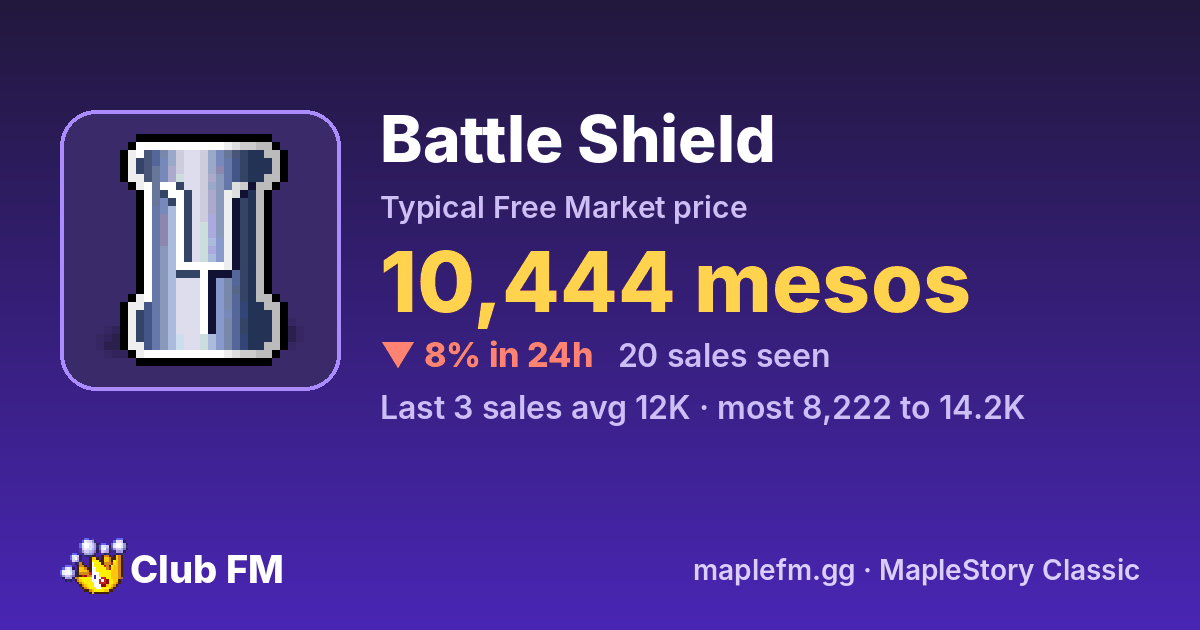 Battle Shield
Typical Free Market price
10,444 mesos
▼ 8% in 24h 20 sales seen
Last 3 sales avg 12K · most 8,222 to 14.2K
Club FM
maplefm.gg · MapleStory Classic